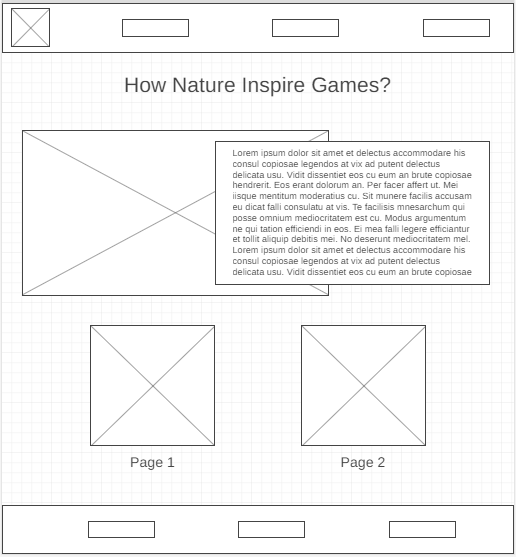 How Nature Inspire Games?
Lorem ipsum dolor sit amet et delectus accommodare his
consul copiosae legendos at vix ad putent delectus
delicata usu. Vidit dissentiet eos cu eum an brute copiosae
hendrerit. Eos erant dolorum an. Per facer affert ut. Mei
iisque mentitum moderatius cu. Sit munere facilis accusam
eu dicat falli consulatu at vis. Te facilisis mnesarchum qui
posse omnium mediocritatem est cu. Modus argumentum
ne qui tation efficiendi in eos. Ei mea falli legere efficiantur
et tollit aliquip debitis mei. No deserunt mediocritatem mel.
Lorem ipsum dolor sit amet et delectus accommodare his
consul copiosae legendos at vix ad putent delectus
delicata usu. Vidit dissentiet eos cu eum an brute copiosae
Page 1
Page 2